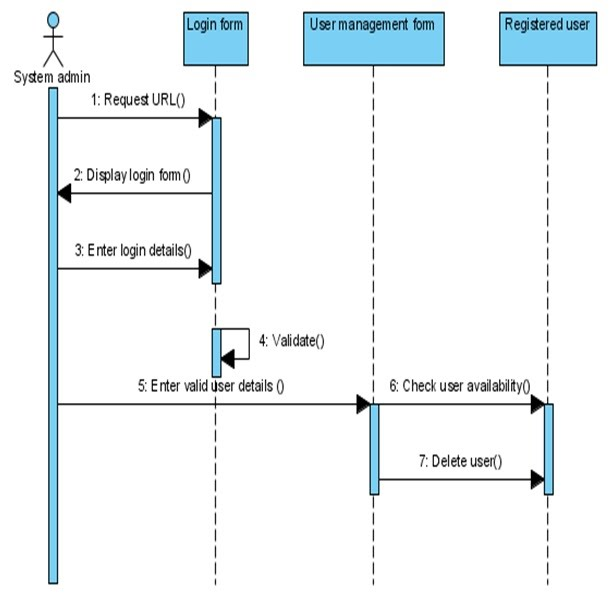 Login form
User management form
Registered user
System admin
1: Request URL()
2: Display login form()
3: Enter login details()
4: Validate()
5: Enter valid user details ()
6: Check user availability()
7: Delete user()